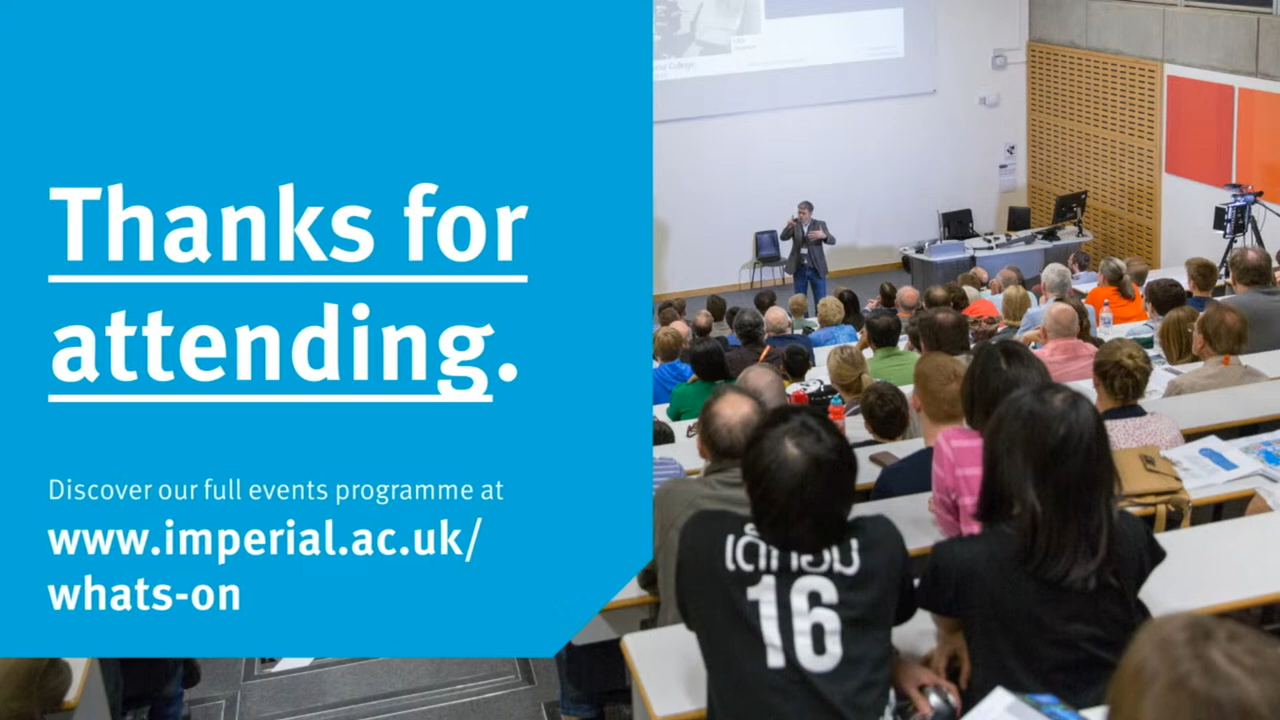 Thanks for
attending.
Discover our full events programme at
www.imperial.ac.uk/
whats-on
16